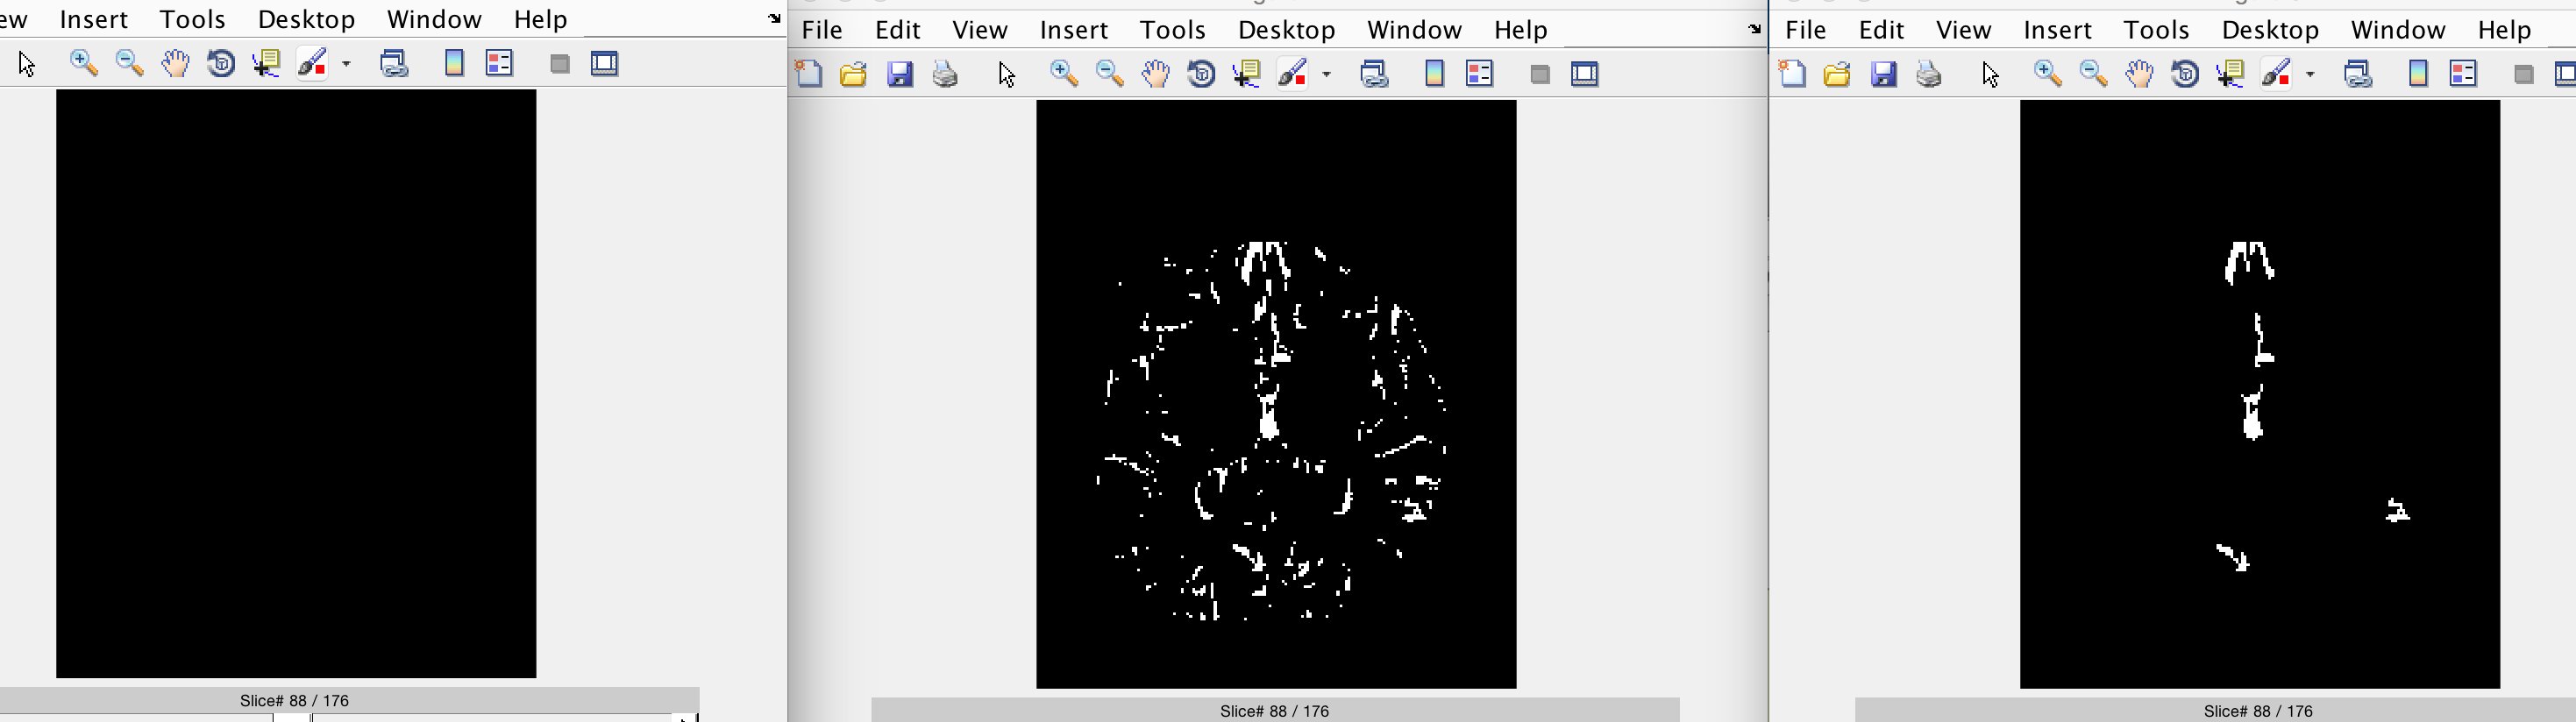 ew Insert Tools Desktop Window Help
File Edit View Insert Tools Desktop Window Help
File Edit View Insert Tools Desktop Window Help
Slice# 88 / 176
Slice# 88 / 176
Slice# 88 / 176